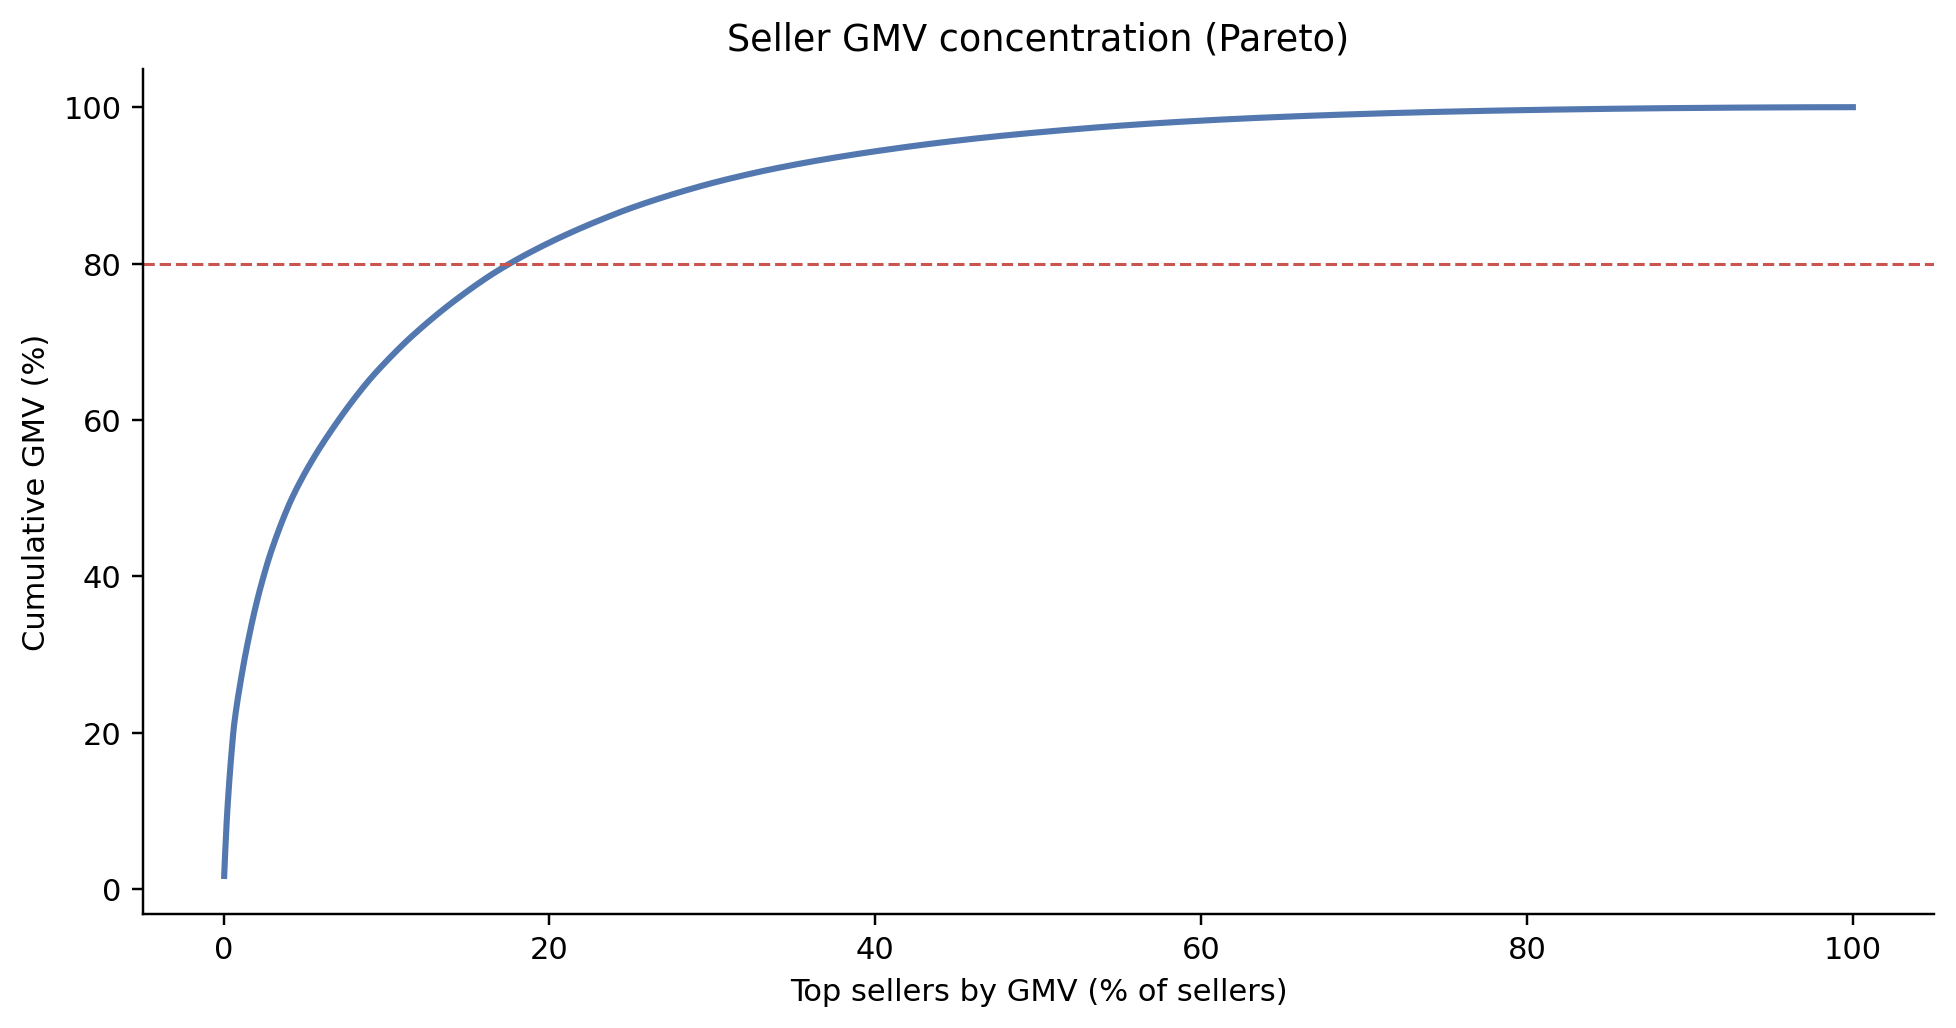 Seller GMV concentration (Pareto)
100
80
60
40
20
0
Cumulative GMV (%)
0 20 40 60 80 100
Top sellers by GMV (% of sellers)